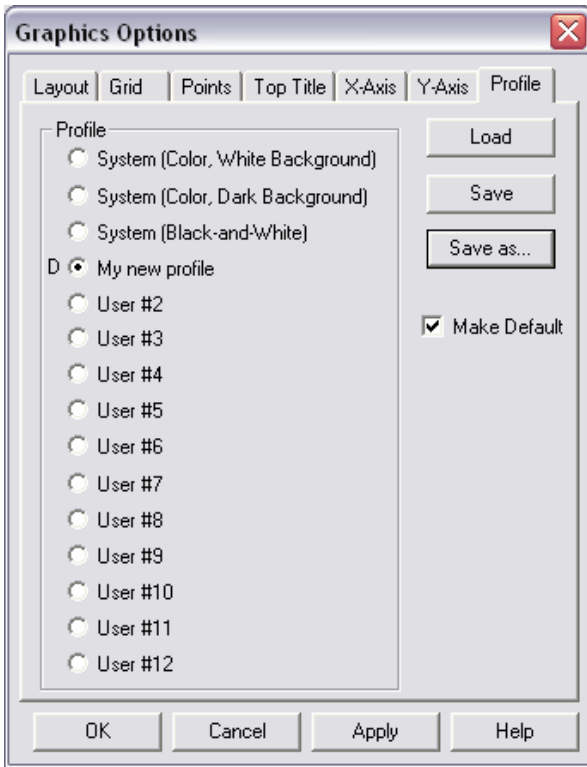 Graphics Options
Layout Grid Points Top Title X-Axis Y-Axis Profile
Profile
System (Color, White Background)
System (Color, Dark Background)
System (Black-and-White)
D My new profile
User #2
User #3
User #4
User #5
User #6
User #7
User #8
User #9
User #10
User #11
User #12
Load
Save
Save as...
Make Default
OK Cancel Apply Help